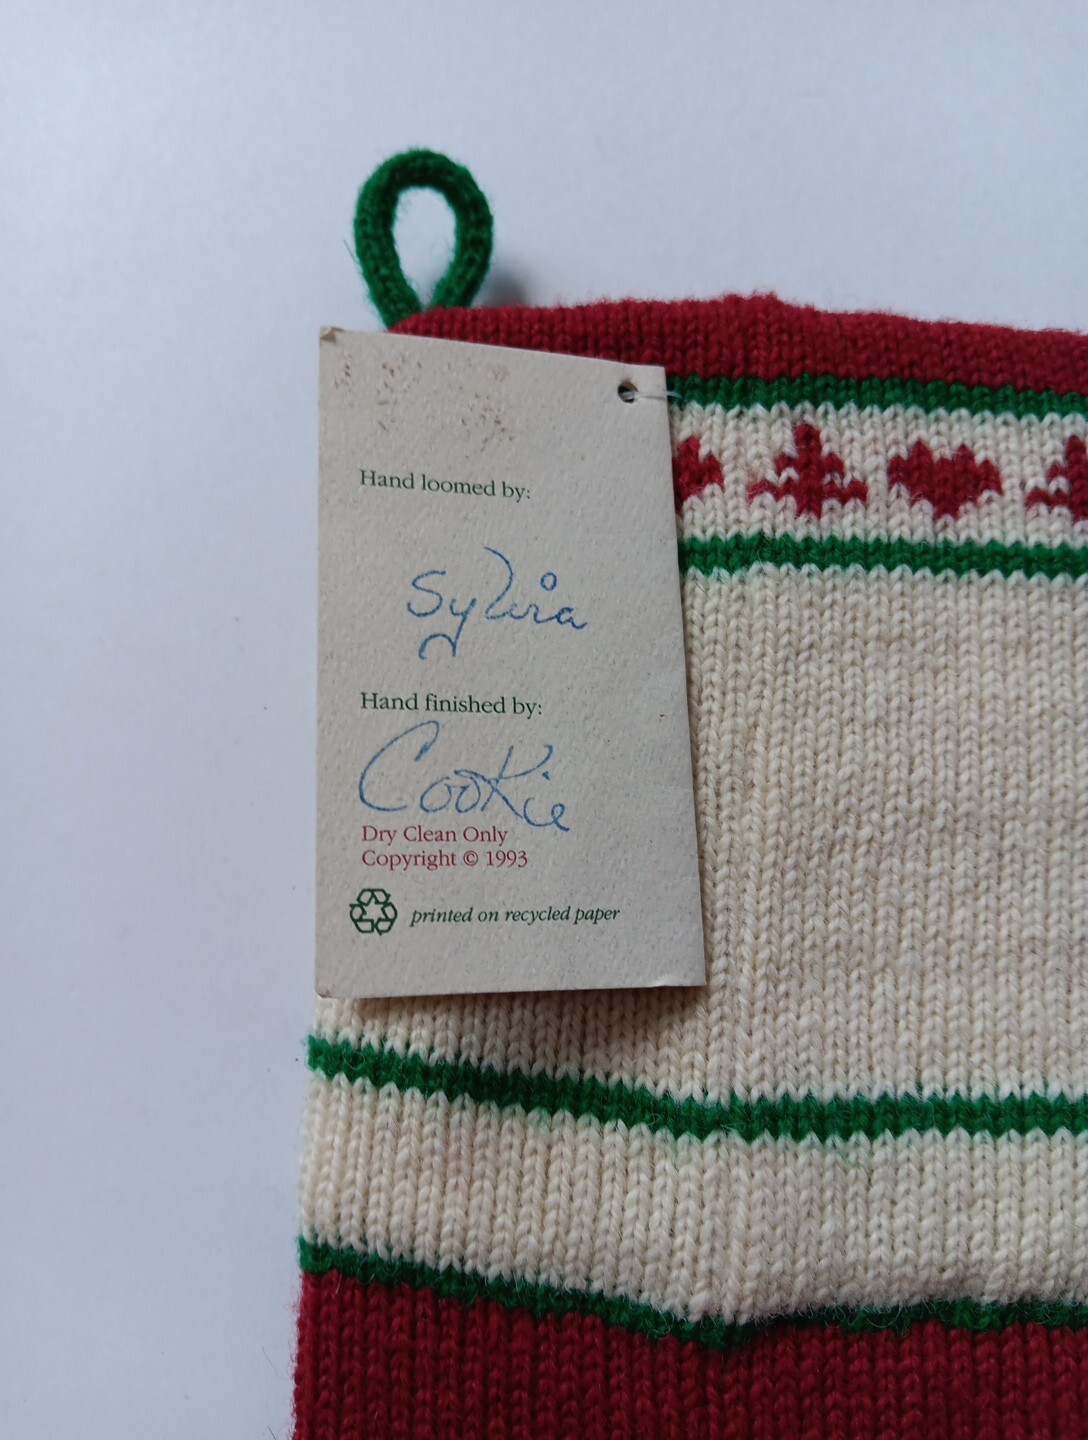 Hand loomed by:
Sylvia
Hand finished by:
Cookie
Dry Clean Only
Copyright © 1993
printed on recycled paper